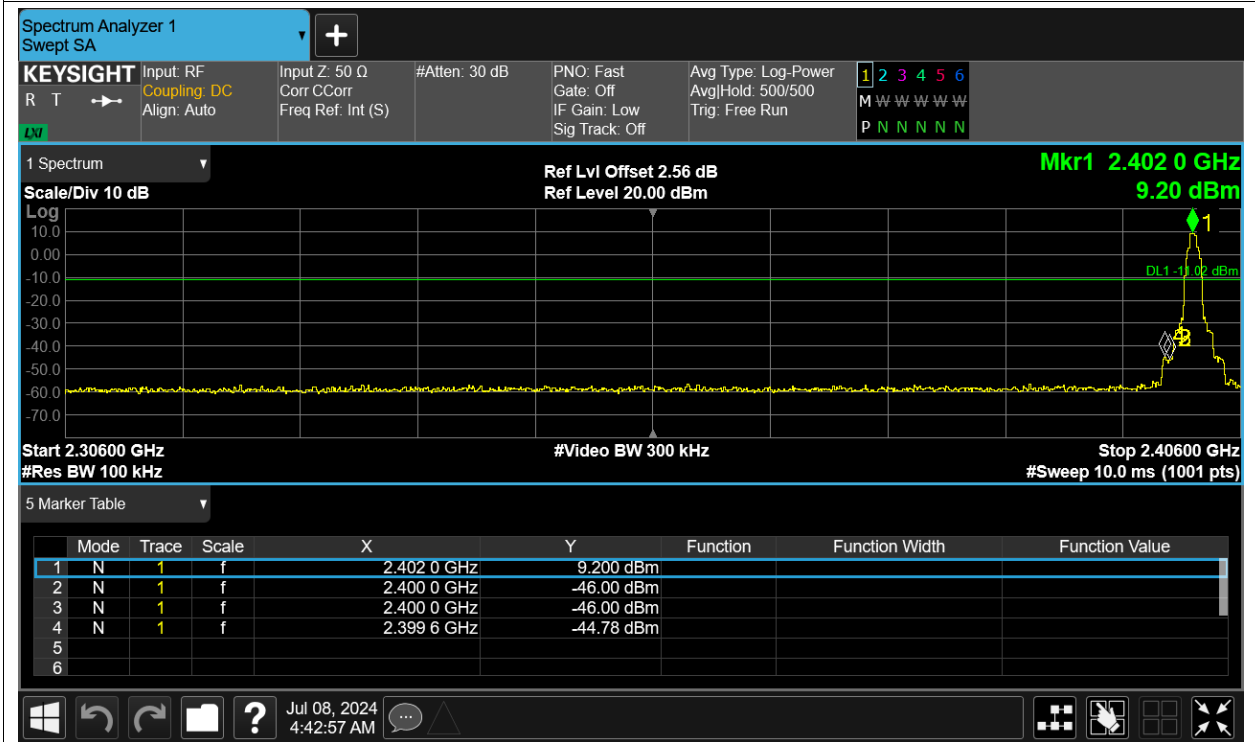 Spectrum Analyzer 1
Swept SA
+
KEYSIGHT
R T
LXI
Input: RF
Coupling: DC
Align: Auto
Input Z: 50 Ω
Corr CCorr
Freq Ref: Int (S)
#Atten: 30 dB
PNO: Fast
Gate: Off
IF Gain: Low
Sig Track: Off
Avg Type: Log-Power
Avg|Hold: 500/500
Trig: Free Run
1 2 3 4 5 6
M W W W W W
P N N N N N
1 Spectrum
Scale/Div 10 dB
Ref Lvl Offset 2.56 dB
Ref Level 20.00 dBm
Mkr1 2.402 0 GHz
9.20 dBm
Log
10.0
0.00
-10.0
-20.0
-30.0
-40.0
-50.0
-60.0
-70.0
1
DL1 -11.02 dBm
Start 2.30600 GHz
#Video BW 300 kHz
Stop 2.40600 GHz
#Res BW 100 kHz
#Sweep 10.0 ms (1001 pts)
5 Marker Table
Mode Trace Scale X Y Function Function Width Function Value
1 N 1 f 2.402 0 GHz 9.200 dBm
2 N 1 f 2.400 0 GHz -46.00 dBm
3 N 1 f 2.400 0 GHz -46.00 dBm
4 N 1 f 2.399 6 GHz -44.78 dBm
5
6
?
Jul 08, 2024
4:42:57 AM